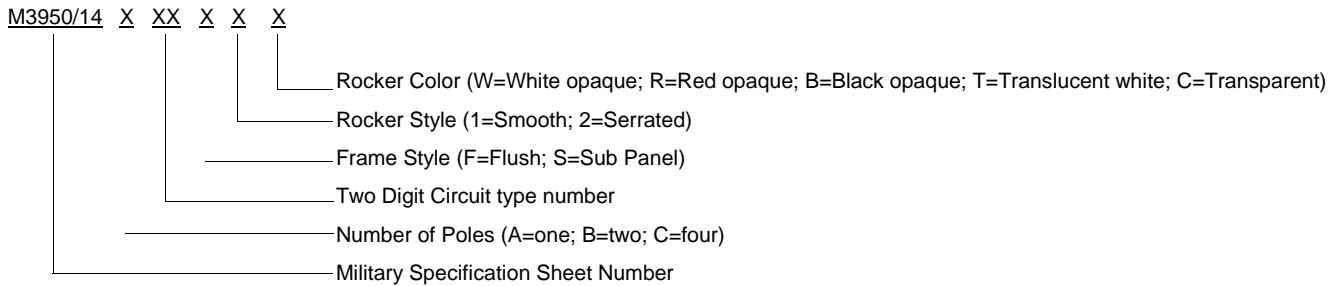 M3950/14 X XX X X X
Rocker Color (W=White opaque; R=Red opaque; B=Black opaque; T=Translucent white; C=Transparent)
Rocker Style (1=Smooth; 2=Serrated)
Frame Style (F=Flush; S=Sub Panel)
Two Digit Circuit type number
Number of Poles (A=one; B=two; C=four)
Military Specification Sheet Number